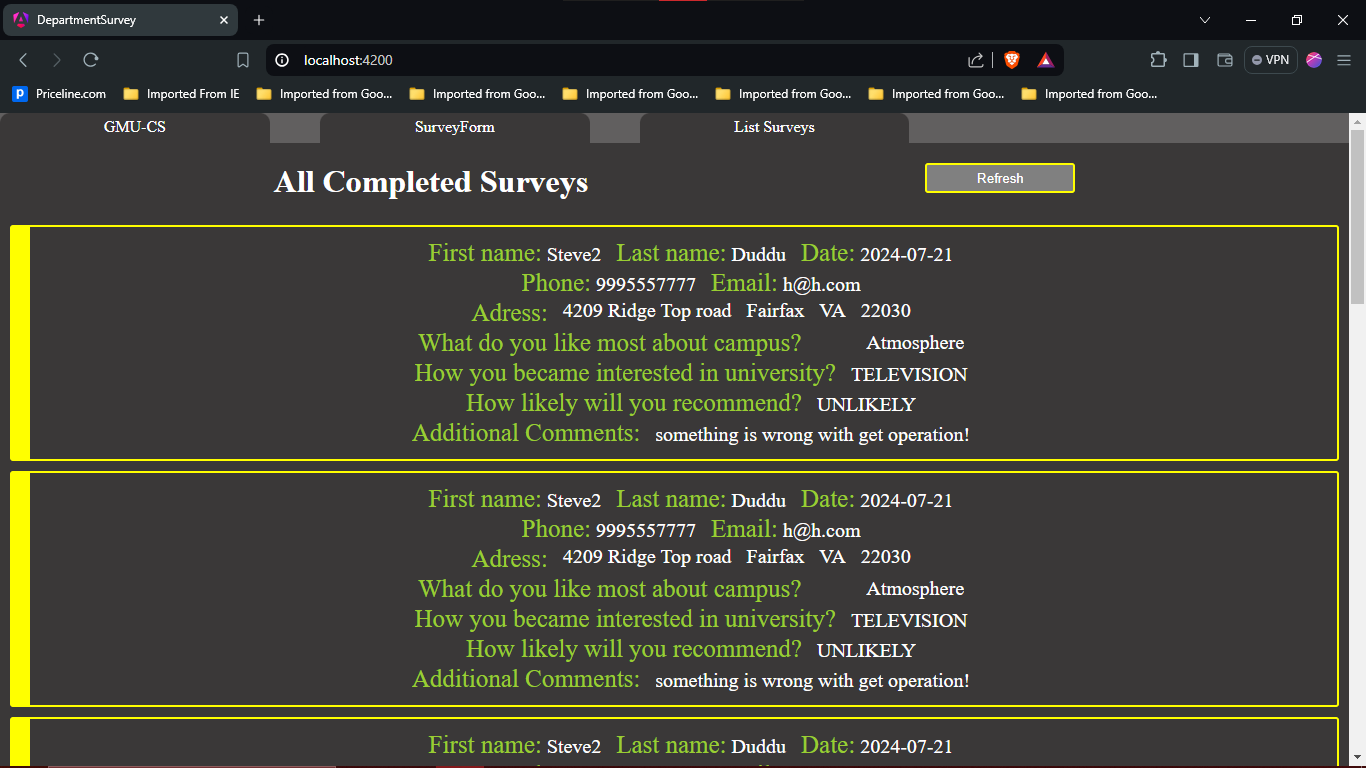 DepartmentSurvey
localhost:4200
VPN
Priceline.com Imported From IE Imported from Goo... Imported from Goo... Imported from Goo... Imported from Goo... Imported from Goo... Imported from Goo...
GMU-CS SurveyForm List Surveys
All Completed Surveys Refresh
First name: Steve2 Last name: Duddu Date: 2024-07-21
Phone: 9995557777 Email: h@h.com
Adress: 4209 Ridge Top road Fairfax VA 22030
What do you like most about campus? Atmosphere
How you became interested in university? TELEVISION
How likely will you recommend? UNLIKELY
Additional Comments: something is wrong with get operation!
First name: Steve2 Last name: Duddu Date: 2024-07-21
Phone: 9995557777 Email: h@h.com
Adress: 4209 Ridge Top road Fairfax VA 22030
What do you like most about campus? Atmosphere
How you became interested in university? TELEVISION
How likely will you recommend? UNLIKELY
Additional Comments: something is wrong with get operation!
First name: Steve2 Last name: Duddu Date: 2024-07-21